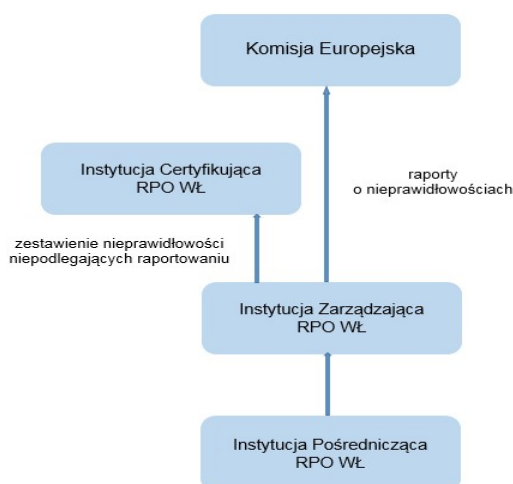 Komisja Europejska
Instytucja Certyfikująca
RPO WŁ
raporty
o nieprawidłowościach
zestawienie nieprawidłowości
niepodlegających raportowaniu
Instytucja Zarządzająca
RPO WŁ
Instytucja Pośrednicząca
RPO WŁ